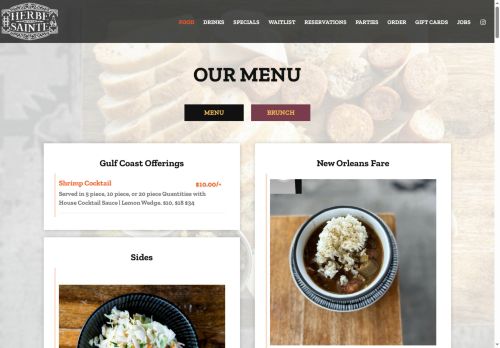 HERBE
SAINTE
FOOD DRINKS SPECIALS WAITLIST RESERVATIONS PARTIES ORDER GIFT CARDS JOBS
OUR MENU
MENU BRUNCH
Gulf Coast Offerings
Shrimp Cocktail $10.00/-
Served in 5 piece, 10 piece, or 20 piece Quantities with
House Cocktail Sauce | Lemon Wedge. $10, $18 $34
Sides
New Orleans Fare